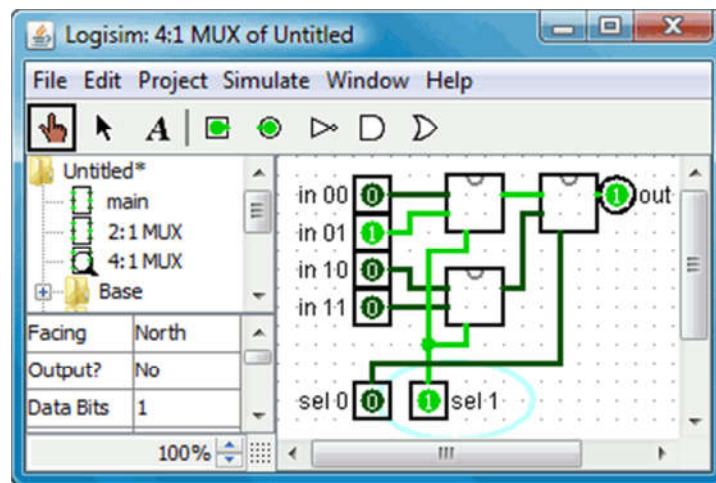 Logisim: 4:1 MUX of Untitled
File Edit Project Simulate Window Help
A
Untitled*
main
2:1 MUX
4:1 MUX
Base
Facing North
Output? No
Data Bits 1
100%
in 00 0
in 01 1
in 10 0
in 11 0
1 out
sel 0 0
1 sel 1